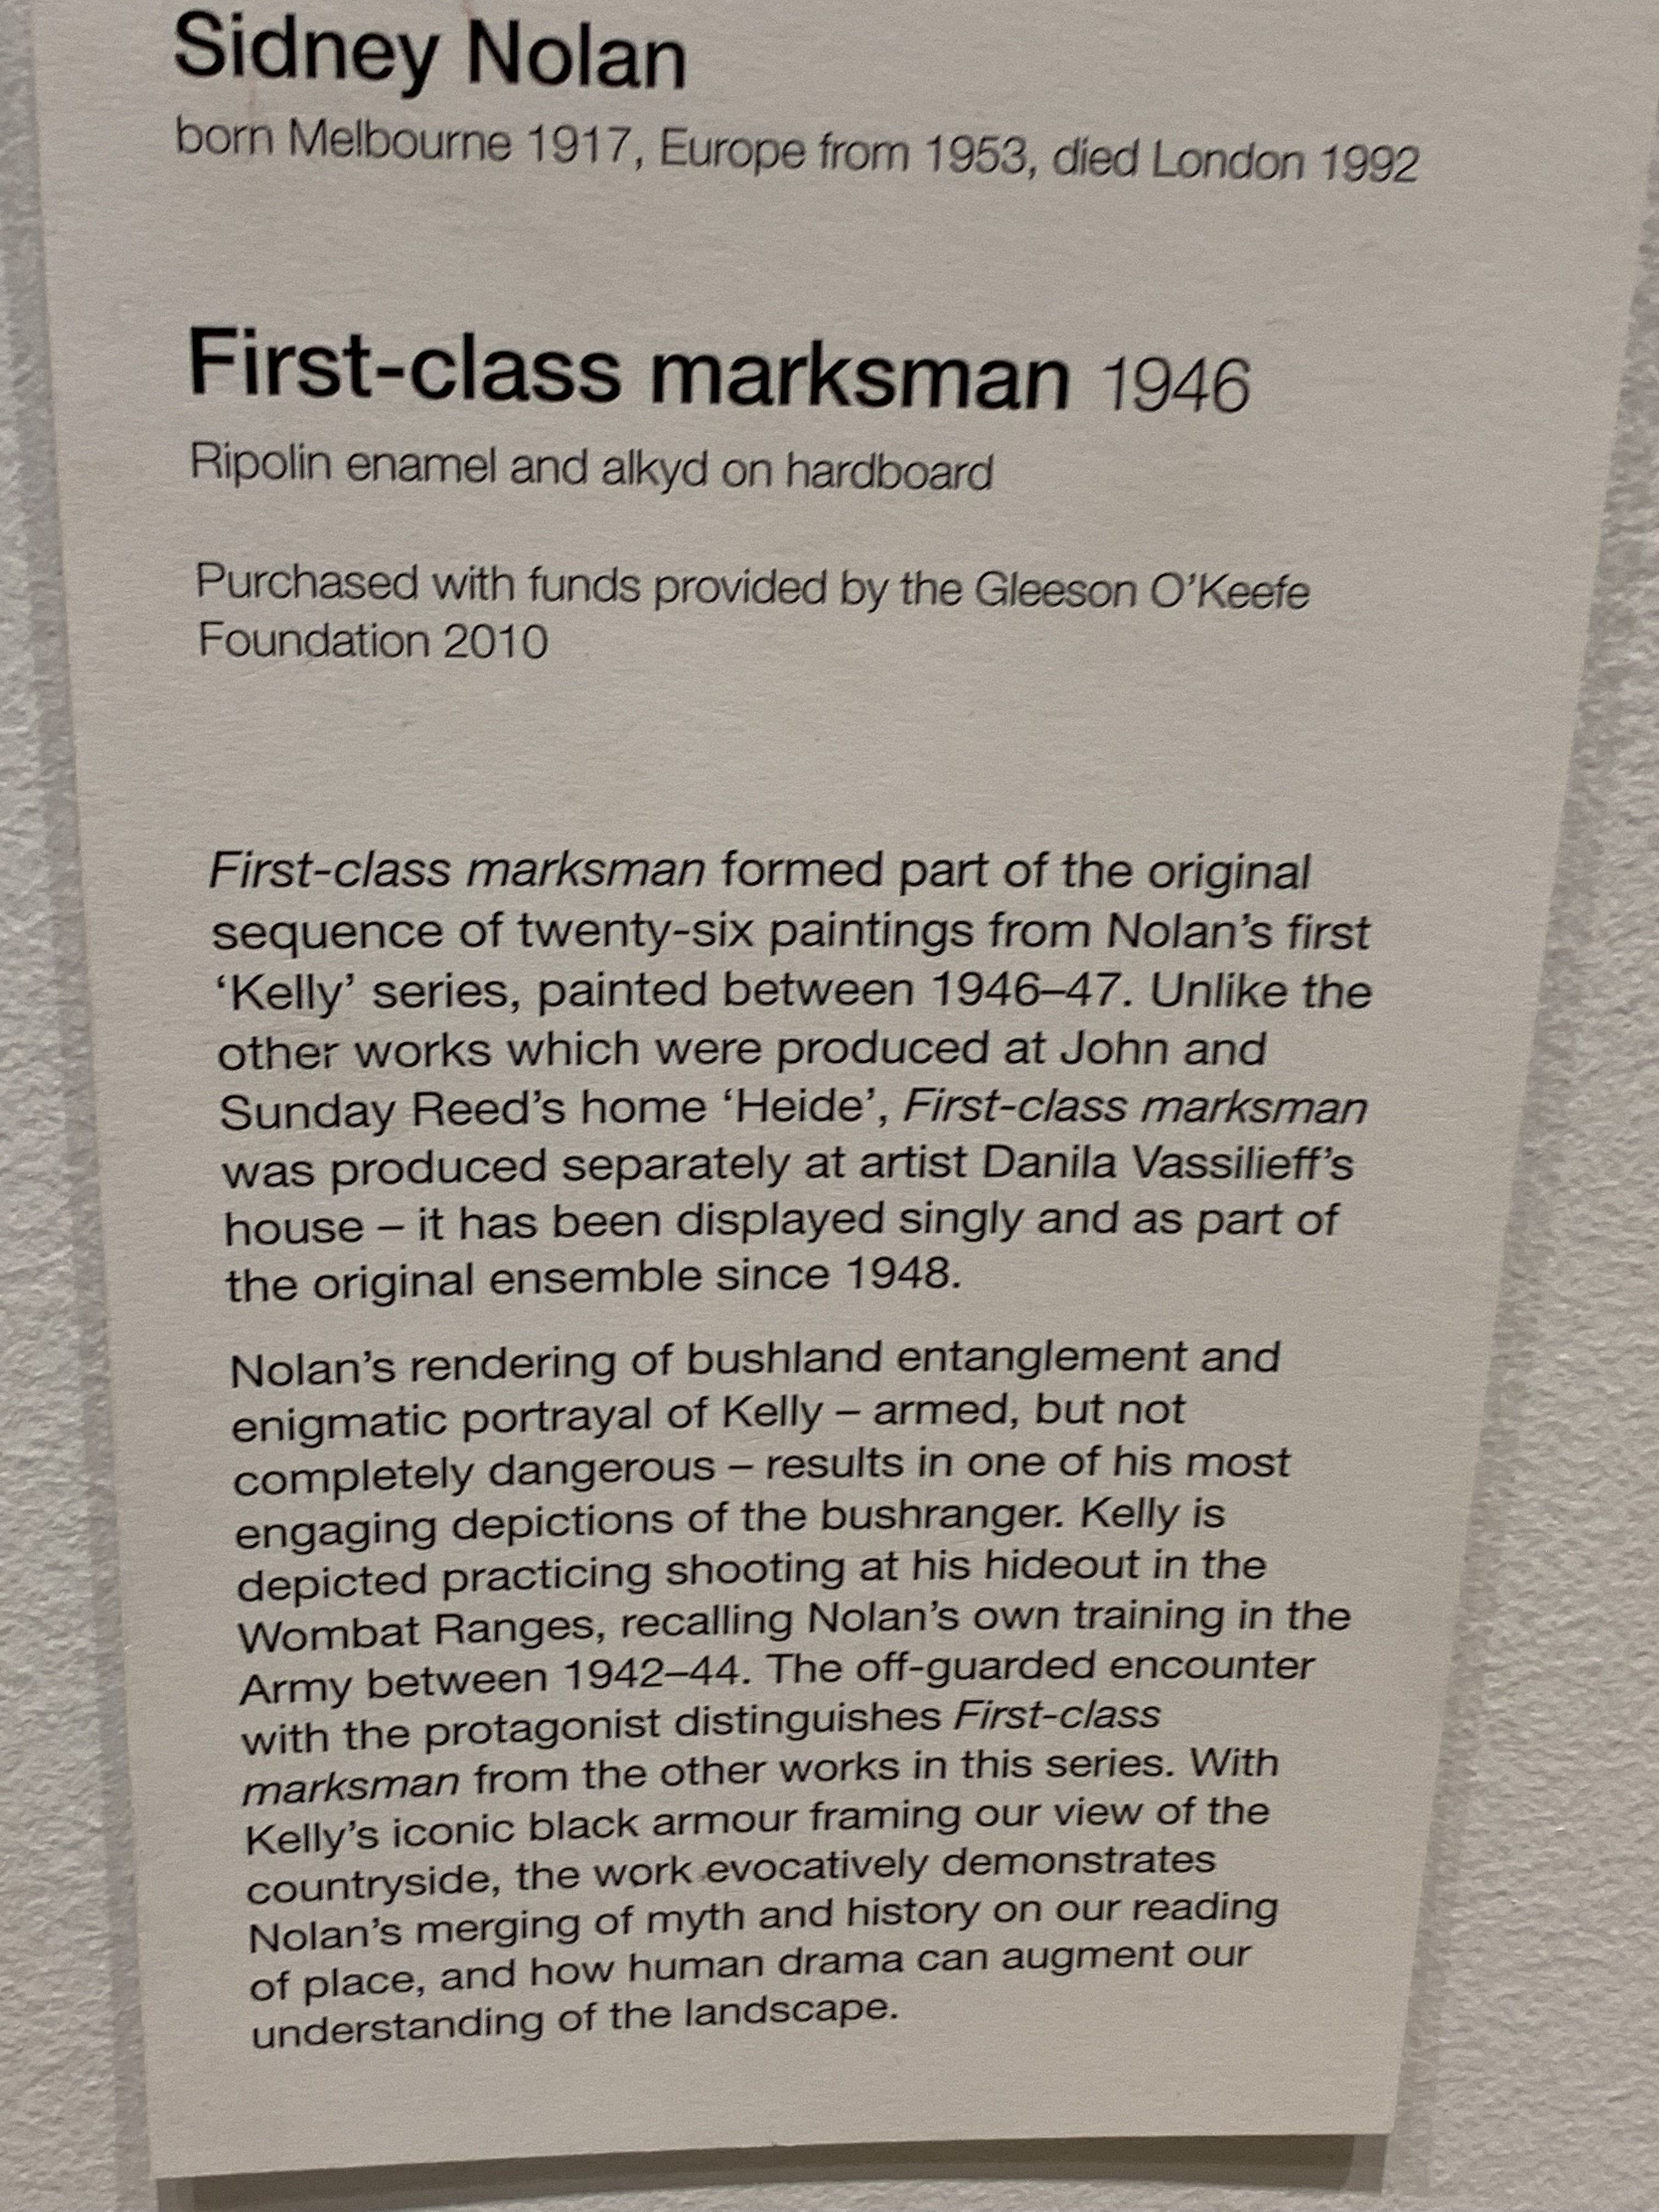 Sidney Nolan
born Melbourne 1917, Europe from 1953, died London 1992
First-class marksman 1946
Ripolin enamel and alkyd on hardboard
Purchased with funds provided by the Gleeson O’Keefe
Foundation 2010
First-class marksman formed part of the original
sequence of twenty-six paintings from Nolan’s first
‘Kelly’ series, painted between 1946–47. Unlike the
other works which were produced at John and
Sunday Reed’s home ‘Heide’, First-class marksman
was produced separately at artist Danila Vassilieff’s
house – it has been displayed singly and as part of
the original ensemble since 1948.
Nolan’s rendering of bushland entanglement and
enigmatic portrayal of Kelly – armed, but not
completely dangerous – results in one of his most
engaging depictions of the bushranger. Kelly is
depicted practicing shooting at his hideout in the
Wombat Ranges, recalling Nolan’s own training in the
Army between 1942–44. The off-guarded encounter
with the protagonist distinguishes First-class
marksman from the other works in this series. With
Kelly’s iconic black armour framing our view of the
countryside, the work evocatively demonstrates
Nolan’s merging of myth and history on our reading
of place, and how human drama can augment our
understanding of the landscape.